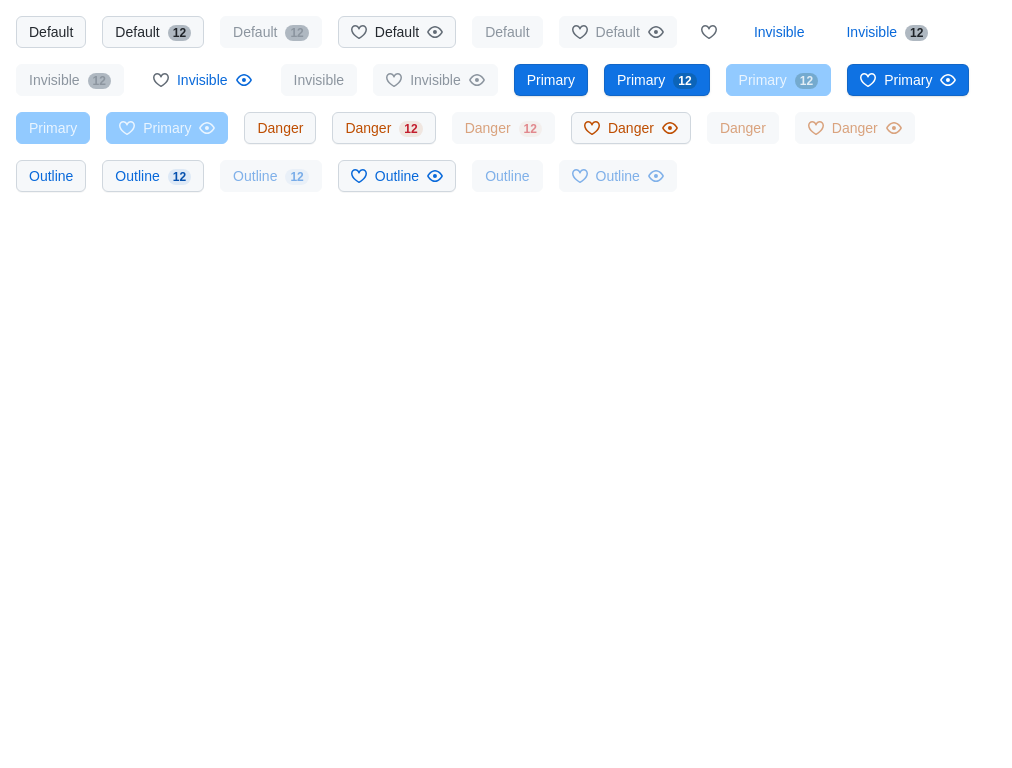 Default Default 12 Default 12 Default Default Default Invisible Invisible 12
Invisible 12 Invisible Invisible Invisible Primary Primary 12 Primary 12 Primary
Primary Primary Danger Danger 12 Danger 12 Danger Danger Danger
Outline Outline 12 Outline 12 Outline Outline Outline